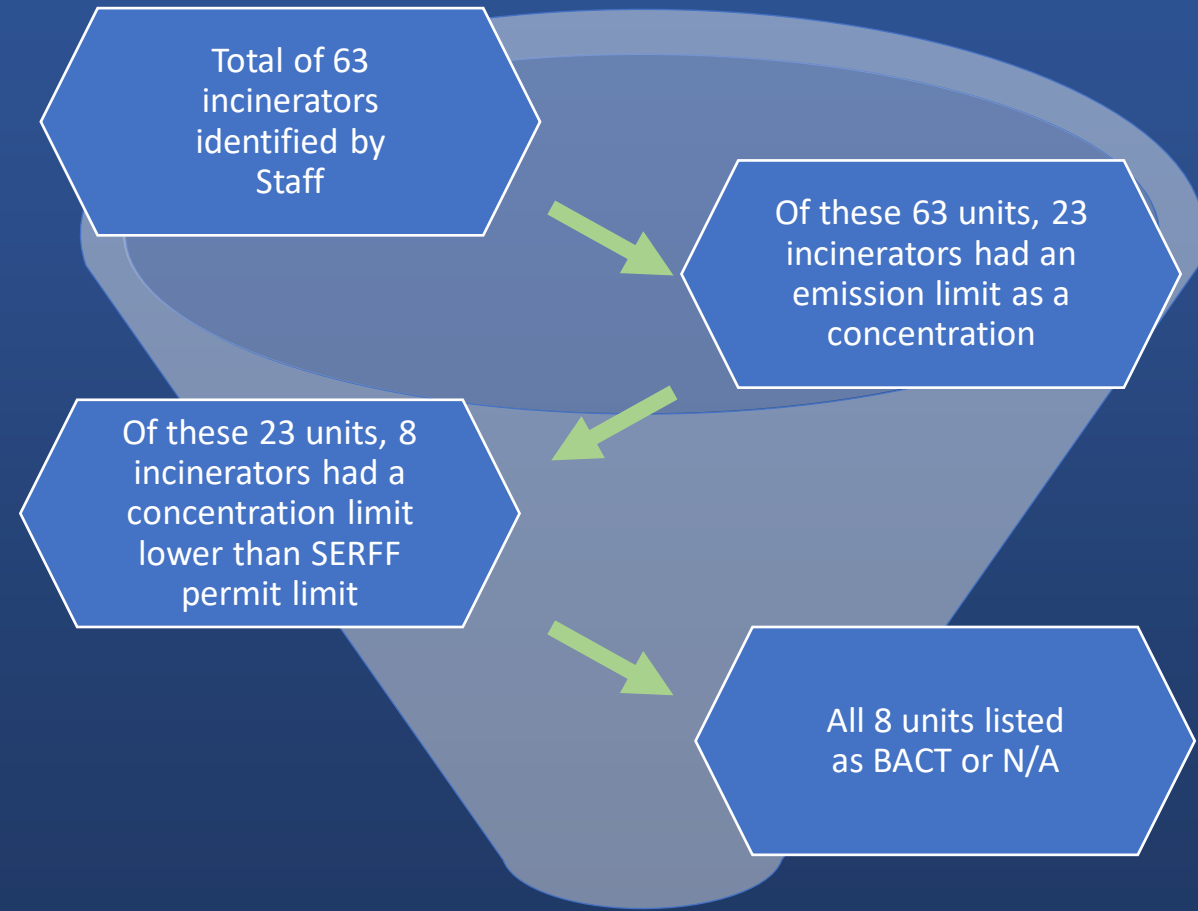 Total of 63
incinerators
identified by
Staff
Of these 63 units, 23
incinerators had an
emission limit as a
concentration
Of these 23 units, 8
incinerators had a
concentration limit
lower than SERFF
permit limit
All 8 units listed
as BACT or N/A